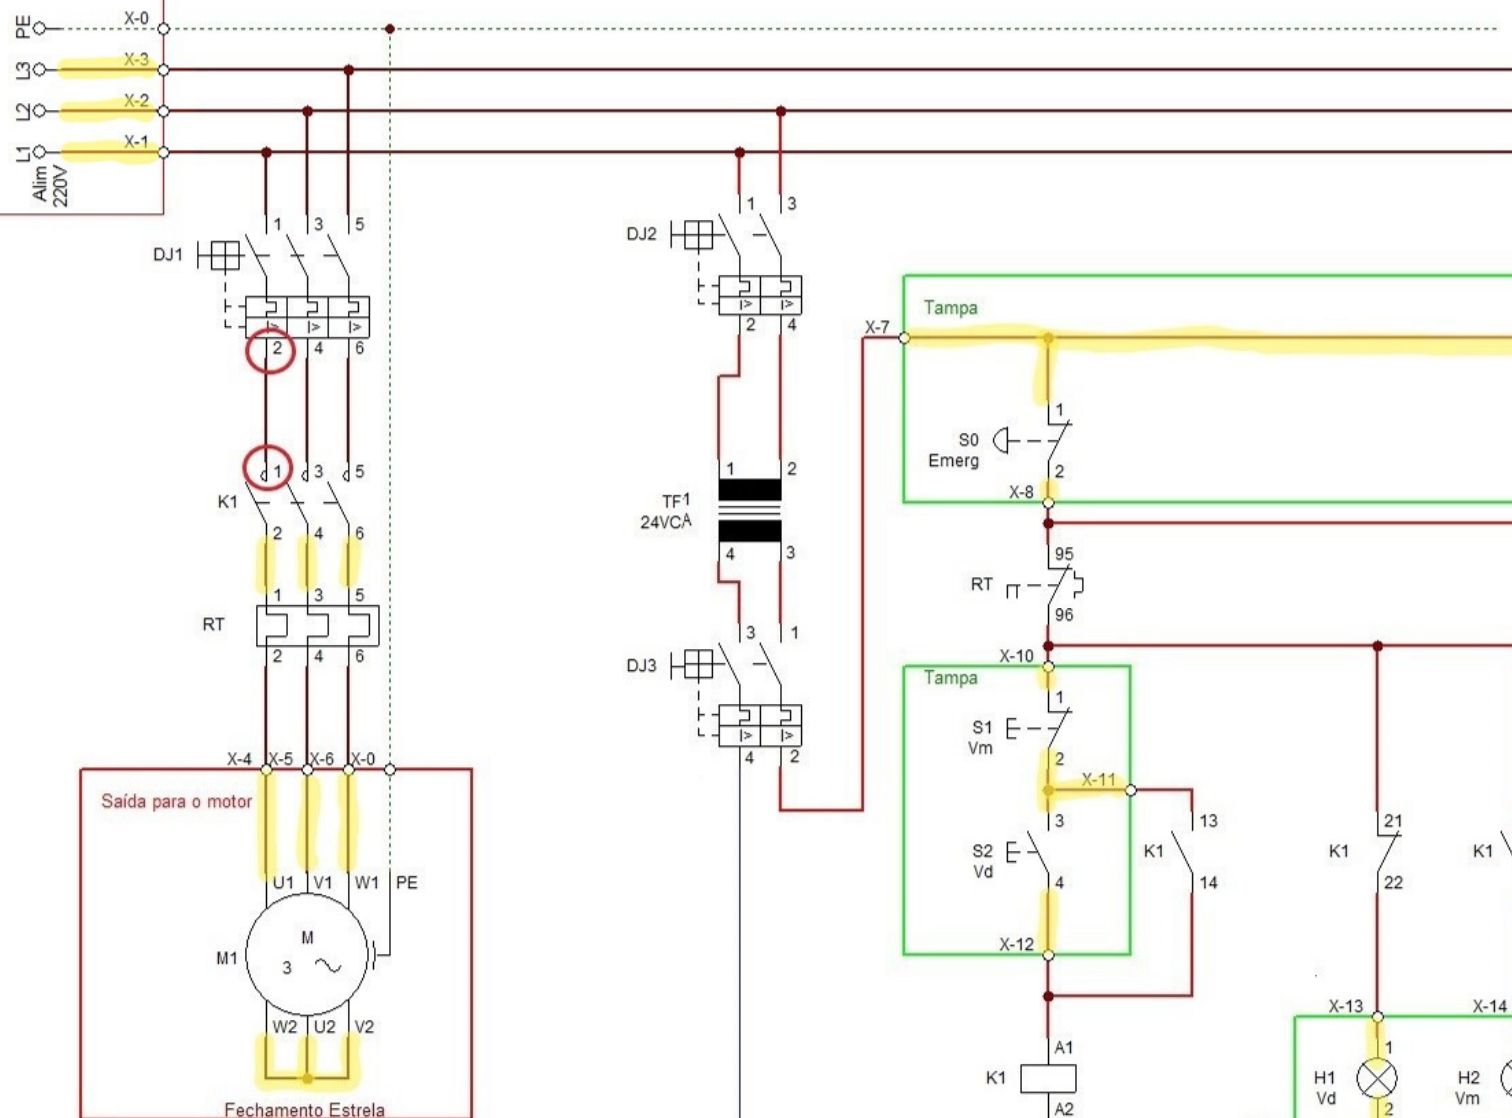 PE X-0
L3 X-3
L2 X-2
L1 X-1
Alim
220V
1 3 5
DJ1
I> I> I>
2 4 6
1 3 5
K1
2 4 6
1 3 5
RT
2 4 6
X-4 X-5 X-6 X-0
Saída para o motor
U1 V1 W1 PE
M
3
M1
W2 U2 V2
Fechamento Estrela
1 3
DJ2
I> I>
2 4
1 2
TF1
24VCA
4 3
3 1
DJ3
I> I>
4 2
X-7
Tampa
1
S0
Emerg
2
X-8
95
RT
96
X-10
Tampa
1
S1
Vm
2
X-11
3
S2
Vd
4
X-12
13
K1
14
A1
K1
A2
21
K1
22
X-13
1
H1
Vd
2
K1
X-14
H2
Vm